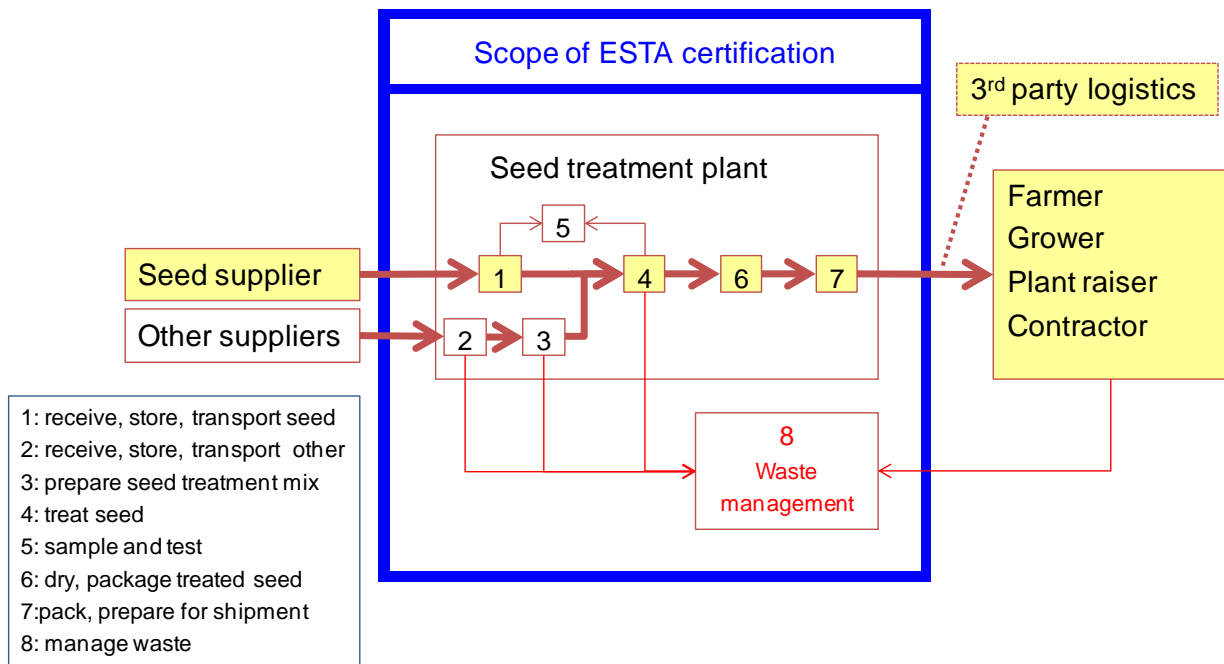 Scope of ESTA certification
3rd party logistics
Seed treatment plant
Farmer
Grower
Plant raiser
Contractor
5
Seed supplier
1
4
6
7
Other suppliers
2
3
1: receive, store, transport seed
2: receive, store, transport other
3: prepare seed treatment mix
4: treat seed
5: sample and test
6: dry, package treated seed
7:pack, prepare for shipment
8: manage waste
8
Waste
management